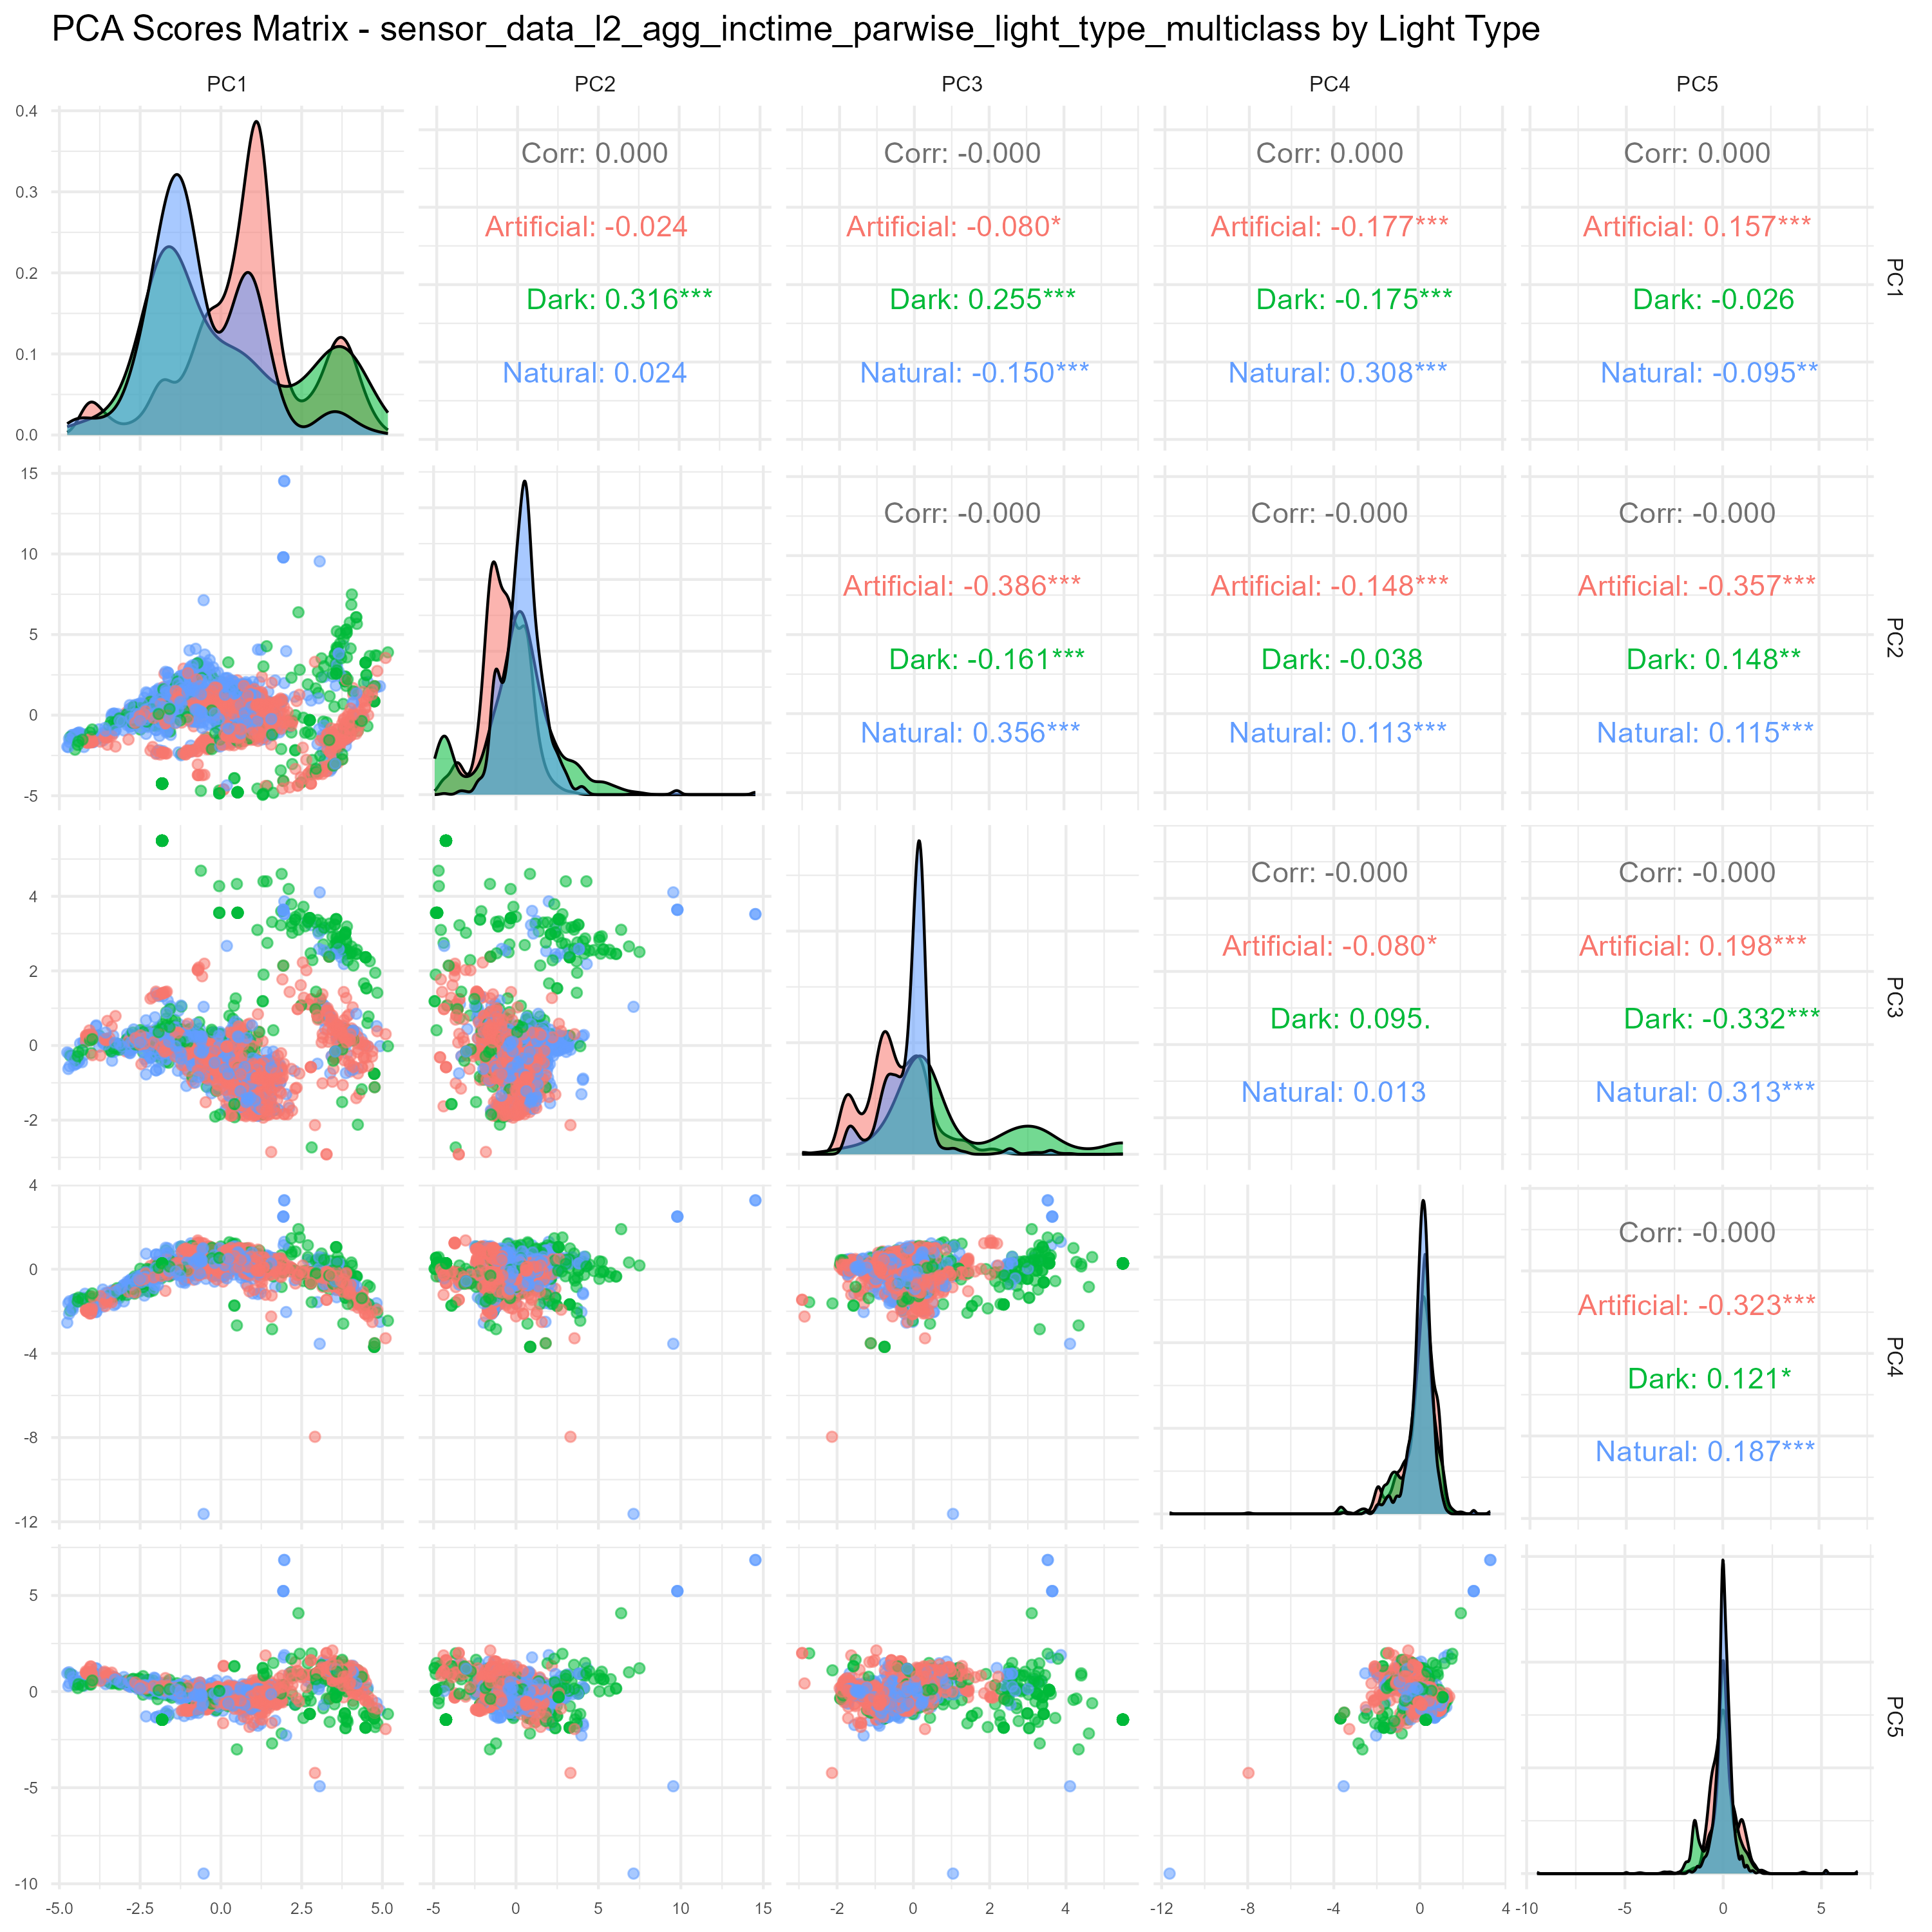 PCA Scores Matrix - sensor_data_l2_agg_inctime_parwise_light_type_multiclass by Light Type
PC1 PC2 PC3 PC4 PC5
0.4
0.3
0.2
0.1
0.0
Corr: 0.000
Artificial: -0.024
Dark: 0.316***
Natural: 0.024
Corr: -0.000
Artificial: -0.080*
Dark: 0.255***
Natural: -0.150***
Corr: 0.000
Artificial: -0.177***
Dark: -0.175***
Natural: 0.308***
Corr: 0.000
Artificial: 0.157***
Dark: -0.026
Natural: -0.095**
PC1
15
10
5
0
-5
Corr: -0.000
Artificial: -0.386***
Dark: -0.161***
Natural: 0.356***
Corr: -0.000
Artificial: -0.148***
Dark: -0.038
Natural: 0.113***
Corr: -0.000
Artificial: -0.357***
Dark: 0.148**
Natural: 0.115***
PC2
4
2
0
-2
Corr: -0.000
Artificial: -0.080*
Dark: 0.095.
Natural: 0.013
Corr: -0.000
Artificial: 0.198***
Dark: -0.332***
Natural: 0.313***
PC3
4
0
-4
-8
-12
Corr: -0.000
Artificial: -0.323***
Dark: 0.121*
Natural: 0.187***
PC4
5
0
-5
-10
PC5
-5.0 -2.5 0.0 2.5 5.0 -5 0 5 10 15 -2 0 2 4 -12 -8 -4 0 4 -10 -5 0 5